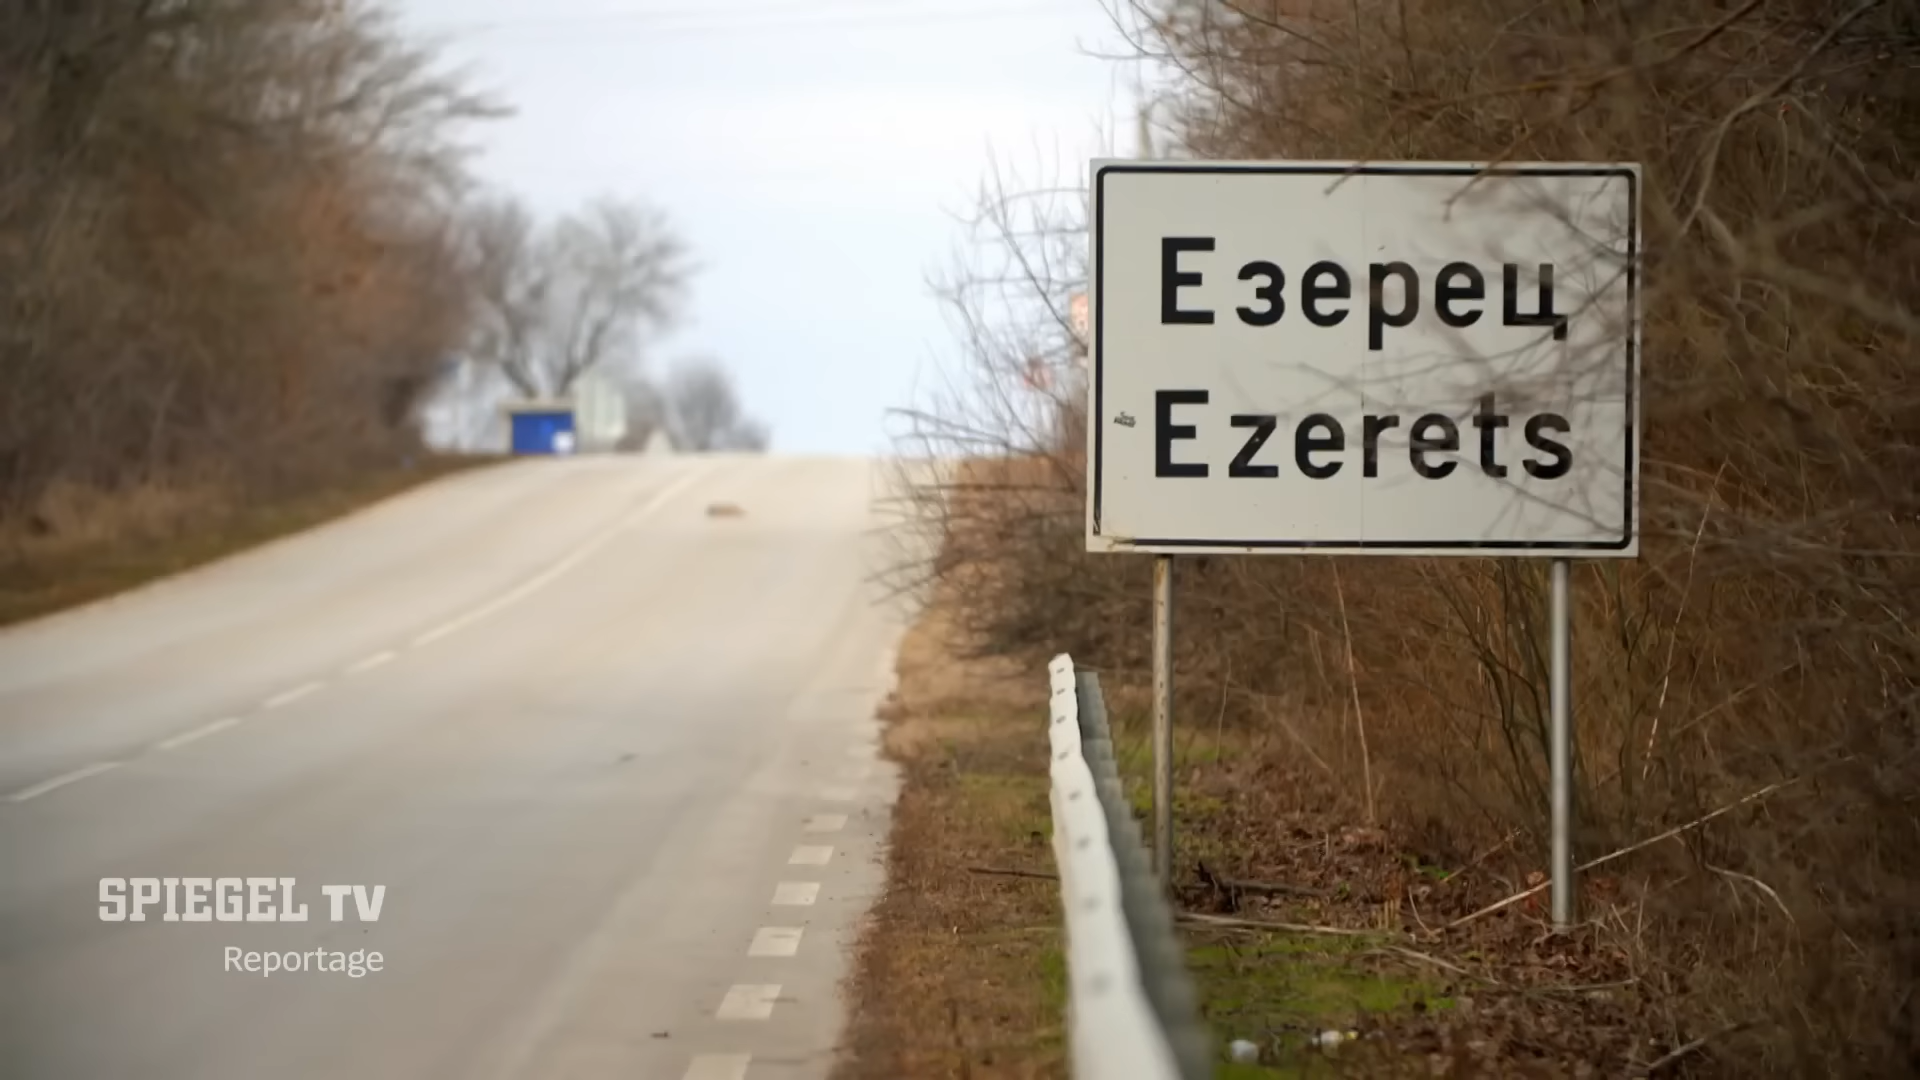 Езерец
Ezerets
SPIEGEL TV
Reportage